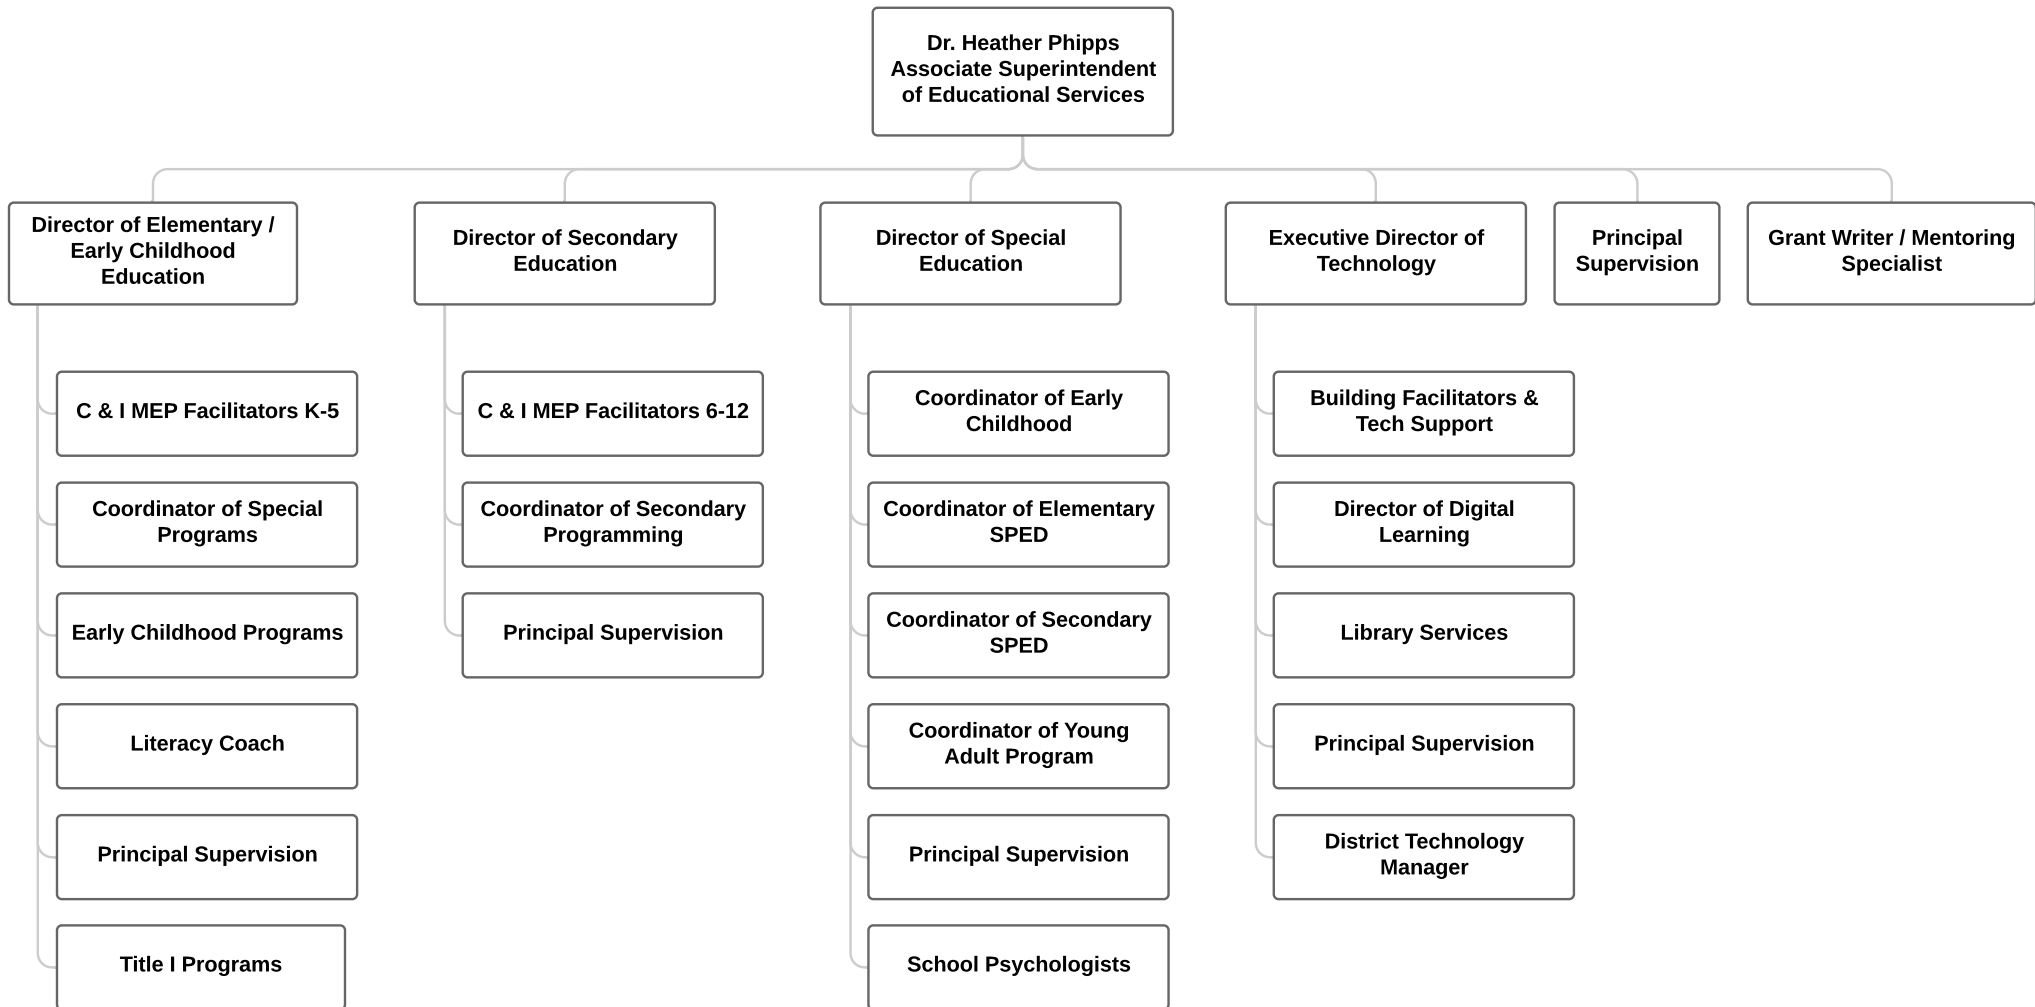 Dr. Heather Phipps
Associate Superintendent
of Educational Services
Director of Elementary /
Early Childhood
Education
Director of Secondary
Education
Director of Special
Education
Executive Director of
Technology
Principal
Supervision
Grant Writer / Mentoring
Specialist
C & I MEP Facilitators K-5
Coordinator of Special
Programs
Early Childhood Programs
Literacy Coach
Principal Supervision
Title I Programs
C & I MEP Facilitators 6-12
Coordinator of Secondary
Programming
Principal Supervision
Coordinator of Early
Childhood
Coordinator of Elementary
SPED
Coordinator of Secondary
SPED
Coordinator of Young
Adult Program
Principal Supervision
School Psychologists
Building Facilitators &
Tech Support
Director of Digital
Learning
Library Services
Principal Supervision
District Technology
Manager